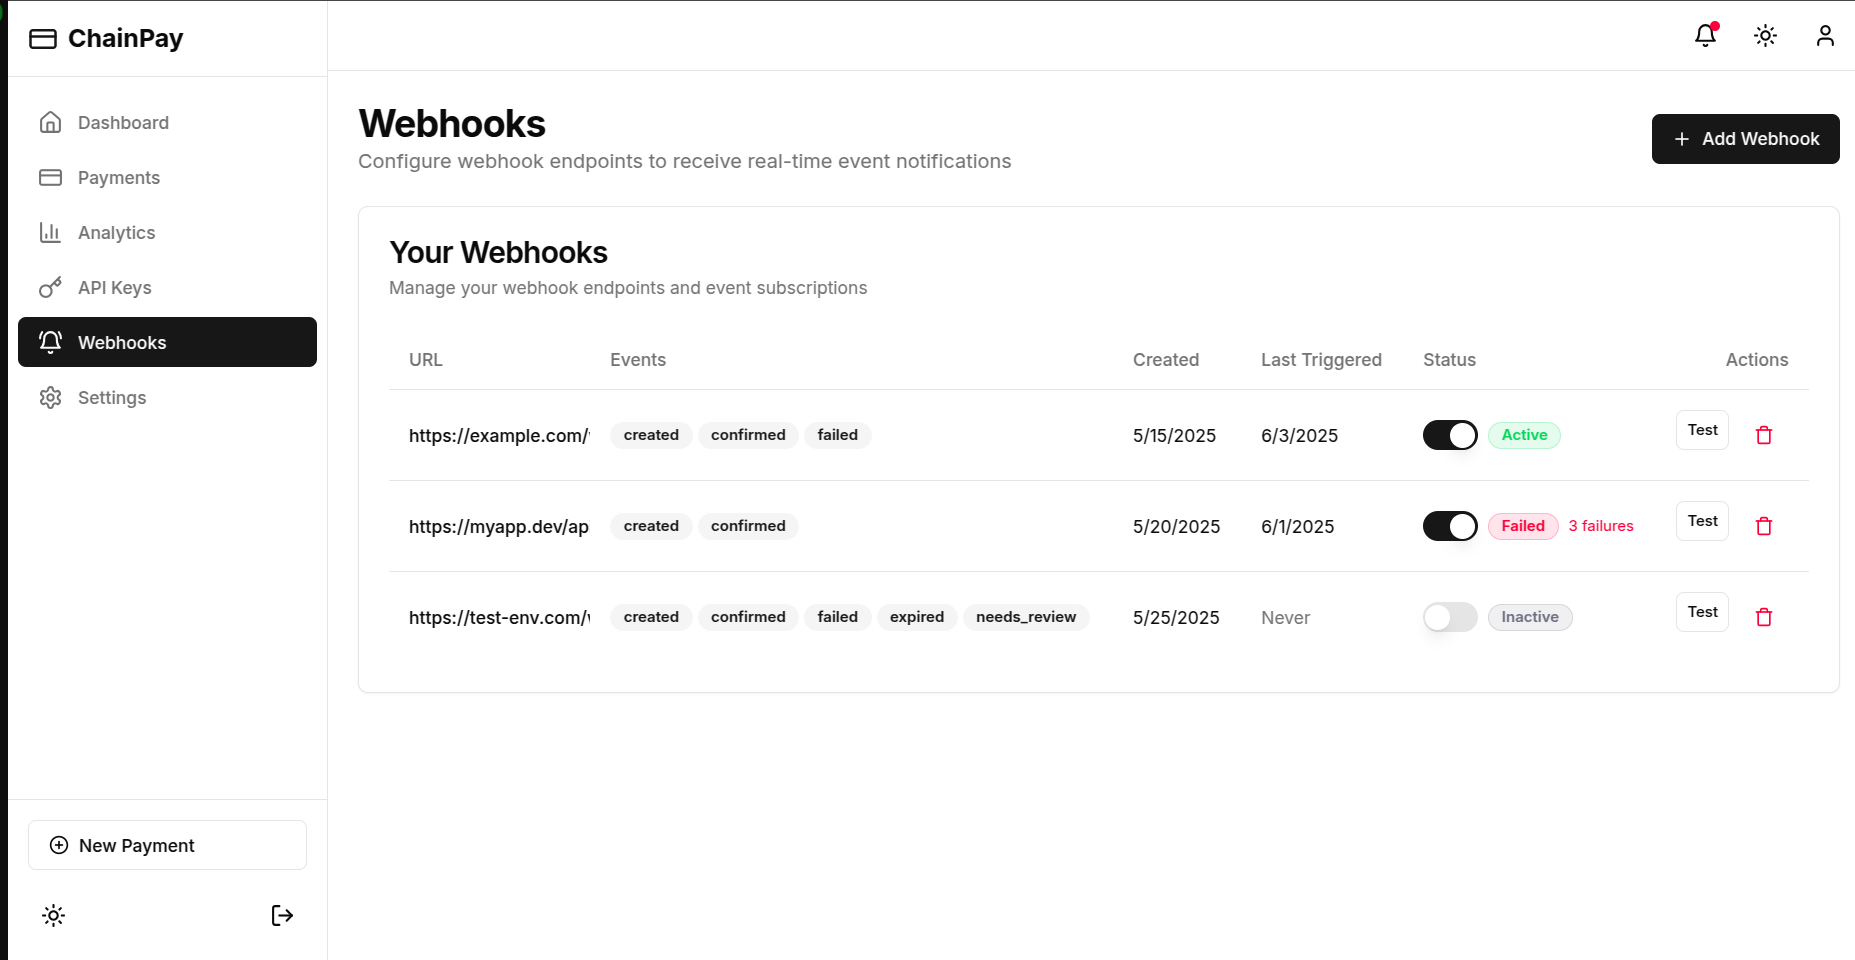 ChainPay
Dashboard
Payments
Analytics
API Keys
Webhooks
Settings
New Payment
Webhooks
Configure webhook endpoints to receive real-time event notifications
+ Add Webhook
Your Webhooks
Manage your webhook endpoints and event subscriptions
URL Events Created Last Triggered Status Actions
https://example.com/ created confirmed failed 5/15/2025 6/3/2025 Active Test
https://myapp.dev/ap created confirmed 5/20/2025 6/1/2025 Failed 3 failures Test
https://test-env.com/ created confirmed failed expired needs_review 5/25/2025 Never Inactive Test